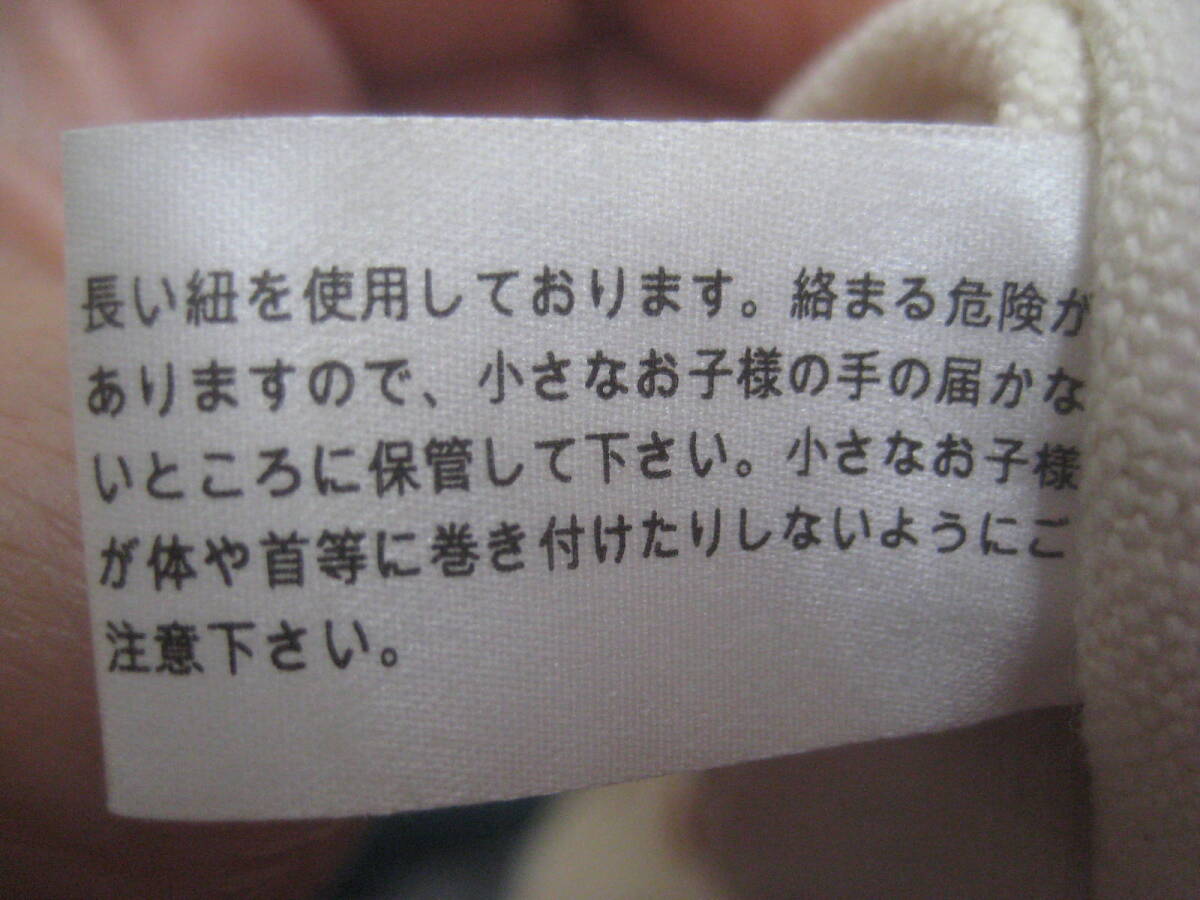 長い紐を使用しております。絡まる危険が
ありますので、小さなお子様の手の届かな
いところに保管して下さい。小さなお子様
が体や首等に巻き付けたりしないようにご
注意下さい。